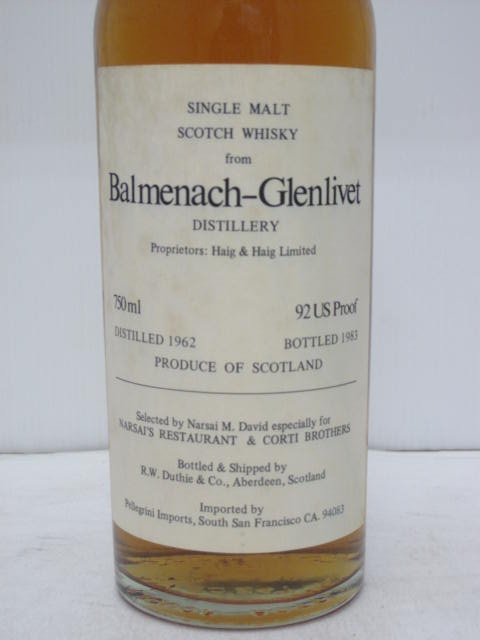 SINGLE MALT
SCOTCH WHISKY
from
Balmenach-Glenlivet
DISTILLERY
Proprietors: Haig & Haig Limited
750ml 92 US Proof
DISTILLED 1962 BOTTLED 1983
PRODUCE OF SCOTLAND
Selected by Narsai M. David especially for
NARSAI'S RESTAURANT & CORTI BROTHERS
Bottled & Shipped by
R.W. Duthie & Co., Aberdeen, Scotland
Imported by
Pellegrini Imports, South San Francisco CA. 94083